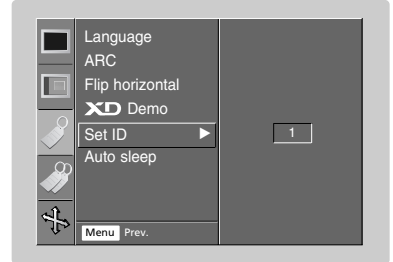 Language
ARC
Flip horizontal
XD Demo
Set ID ▶ 1
Auto sleep
Menu Prev.